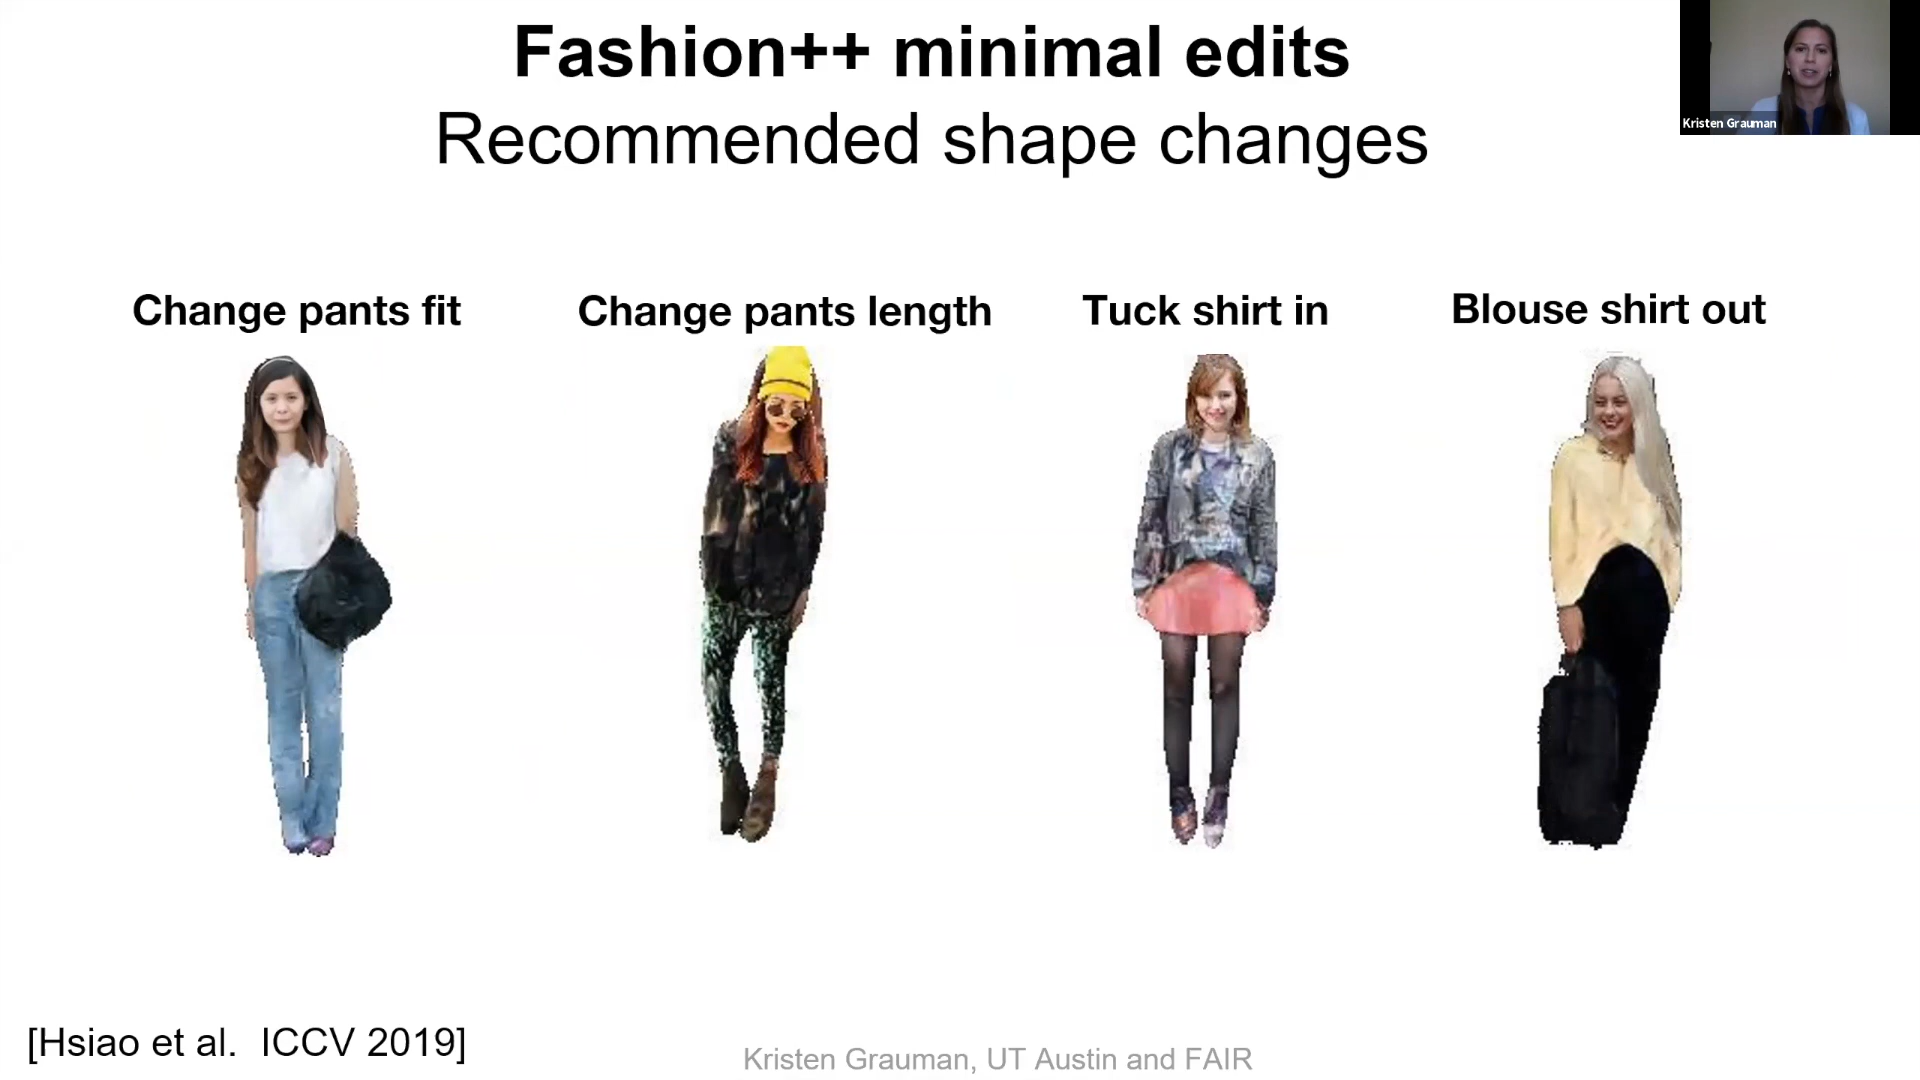 Fashion++ minimal edits
Recommended shape changes
Kristen Grauman
Change pants fit
Change pants length
Tuck shirt in
Blouse shirt out
[Hsiao et al.  ICCV 2019]
Kristen Grauman, UT Austin and FAIR